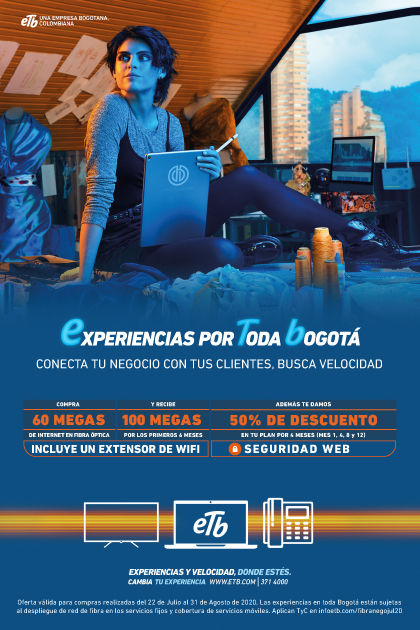 eTb UNA EMPRESA BOGOTANA,
COLOMBIANA
eXPERIENCIAS POR TODA bOGOTÁ
CONECTA TU NEGOCIO CON TUS CLIENTES, BUSCA VELOCIDAD
COMPRA Y RECIBE ADEMÁS TE DAMOS
60 MEGAS 100 MEGAS 50% DE DESCUENTO
DE INTERNET EN FIBRA ÓPTICA POR LOS PRIMEROS 6 MESES EN TU PLAN POR 4 MESES (MES 1, 4, 8 y 12)
INCLUYE UN EXTENSOR DE WIFI SEGURIDAD WEB
eTb
EXPERIENCIAS Y VELOCIDAD, DONDE ESTÉS.
CAMBIA TU EXPERIENCIA WWW.ETB.COM | 371 4000
Oferta válida para compras realizadas del 22 de Julio al 31 de Agosto de 2020. Las experiencias en toda Bogotá están sujetas
al despliegue de red de fibra en los servicios fijos y cobertura de servicios móviles. Aplican TyC en infoetb.com/fibranegojul20